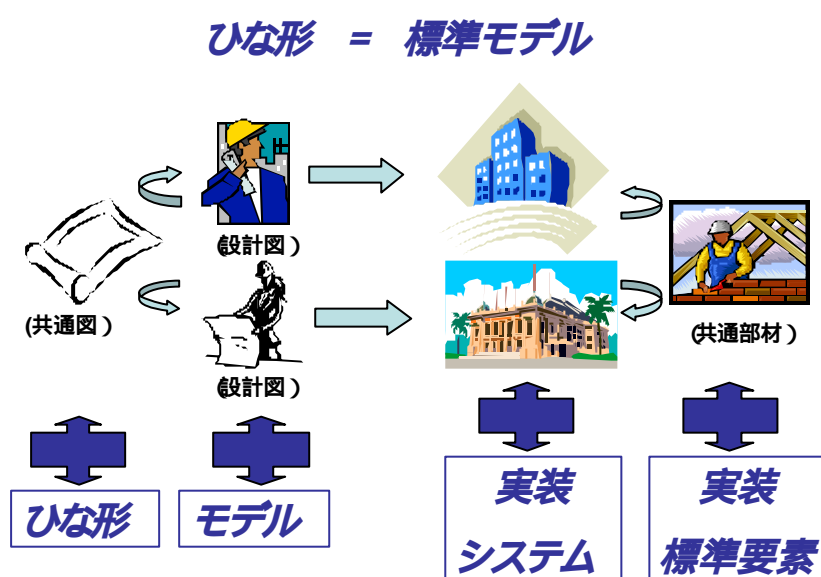 ひな形 = 標準モデル
(設計図)
(共通図)
(共通部材)
(設計図)
ひな形
モデル
実装
システム
実装
標準要素